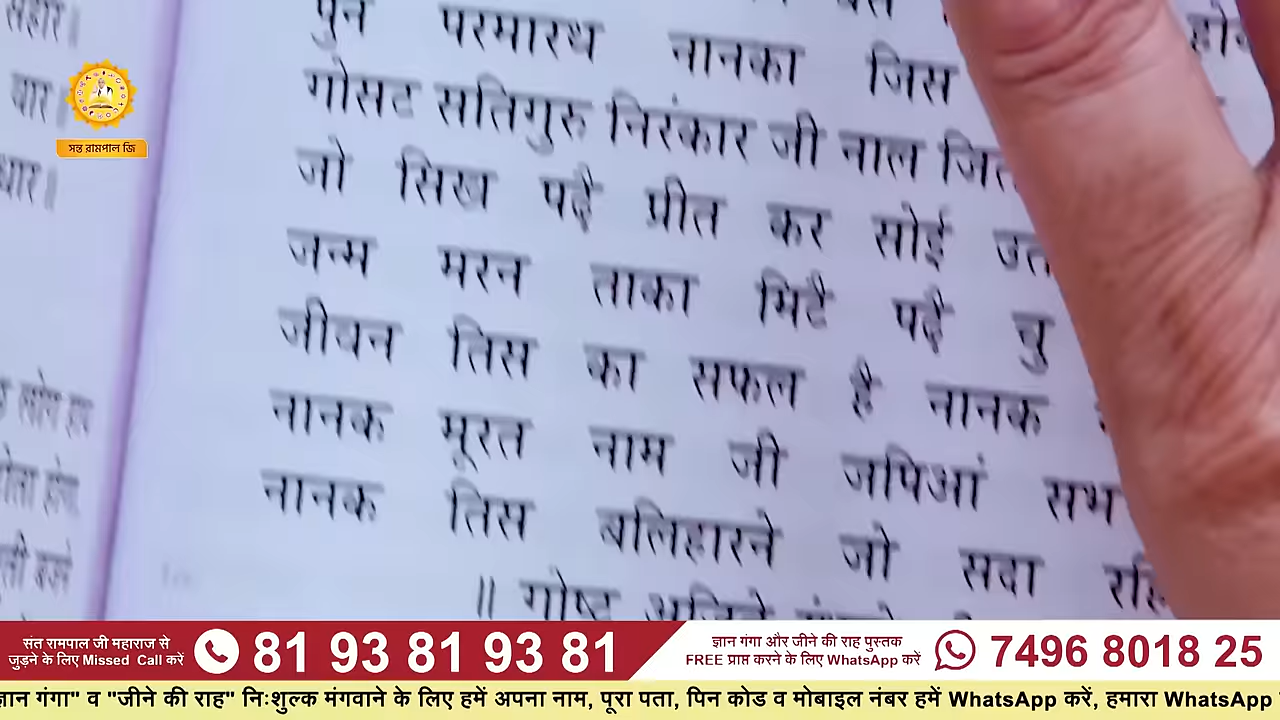 संहार।
धार।
धार॥
पुन परमारथ नानका जिस
गोसट सतिगुरु निरंकार जी नाल
जो सिख पढ़ै प्रीत कर सोई
जन्म मरन ताका मिटै पढ़ै चु
जीवन तिस का सफल है नानक
नानक मूरत नाम जी जपिआं सभ
नानक तिस बलिहारने जो सदा
॥ गोष्ट
सन्त रामपाल जि
संत रामपाल जी महाराज से
जुड़ने के लिए Missed Call करें
81 93 81 93 81
ज्ञान गंगा और जीने की राह पुस्तक
FREE प्राप्त करने के लिए WhatsApp करें
7496 8018 25
ज्ञान गंगा" व "जीने की राह" निःशुल्क मंगवाने के लिए हमें अपना नाम, पूरा पता, पिन कोड व मोबाइल नंबर हमें WhatsApp करें, हमारा WhatsApp